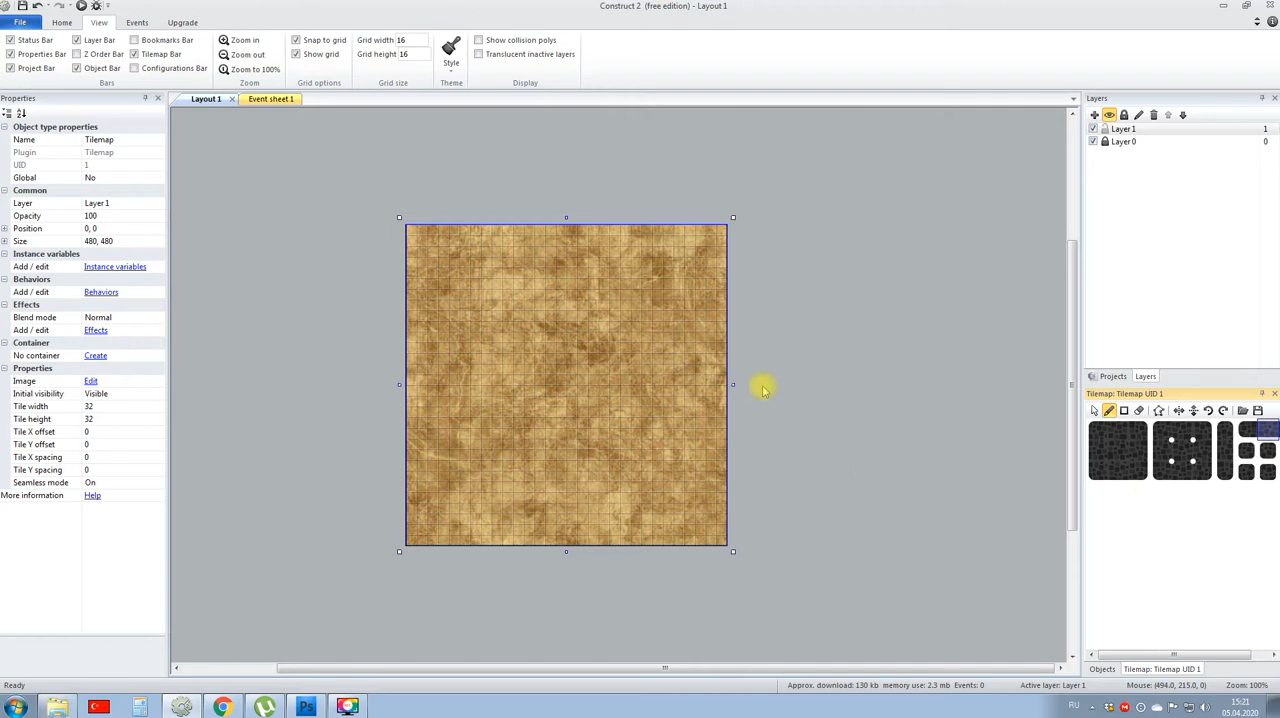 Construct 2 (free edition) - Layout 1
File Home View Events Upgrade
Status Bar Layer Bar Bookmarks Bar Zoom in Snap to grid Grid width 16 Show collision polys
Properties Bar Z Order Bar Tilemap Bar Zoom out Show grid Grid height 16 Translucent inactive layers
Project Bar Object Bar Configurations Bar Zoom to 100% Style
Bars Zoom Grid options Grid size Theme Display
Properties
Layout 1 Event sheet 1
Object type properties
Name Tilemap
Plugin Tilemap
UID 1
Global No
Common
Layer Layer 1
Opacity 100
Position 0, 0
Size 480, 480
Instance variables
Add / edit Instance variables
Behaviors
Add / edit Behaviors
Effects
Blend mode Normal
Add / edit Effects
Container
No container Create
Properties
Image Edit
Initial visibility Visible
Tile width 32
Tile height 32
Tile X offset 0
Tile Y offset 0
Tile X spacing 0
Tile Y spacing 0
Seamless mode On
More information Help
Layers
Layer 1 1
Layer 0 0
Projects Layers
Tilemap: Tilemap UID 1
Objects Tilemap: Tilemap UID 1
Ready Approx. download: 130 kb memory use: 2.3 mb Events: 0 Active layer: Layer 1 Mouse: (494.0, 215.0, 0) Zoom: 100%
Ps RU 15:21
05.04.2020